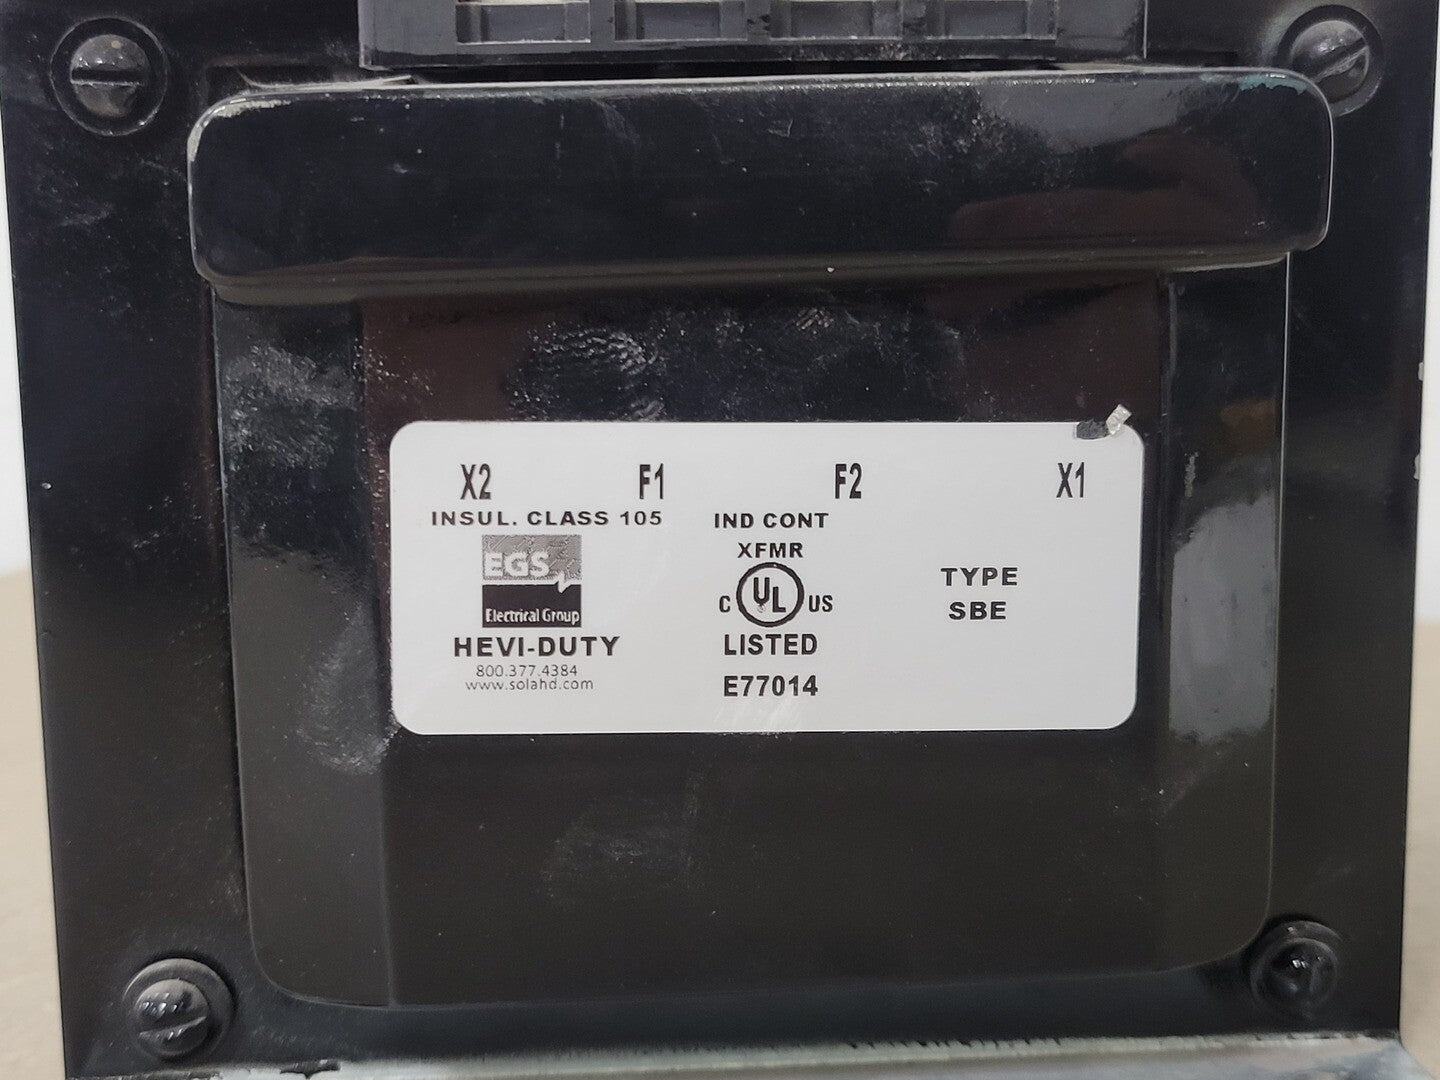 X2 F1 F2 X1
INSUL. CLASS 105
EGS
Electrical Group
HEVI-DUTY
800.377.4384
www.solahd.com
IND CONT
XFMR
C UL US
LISTED
E77014
TYPE
SBE